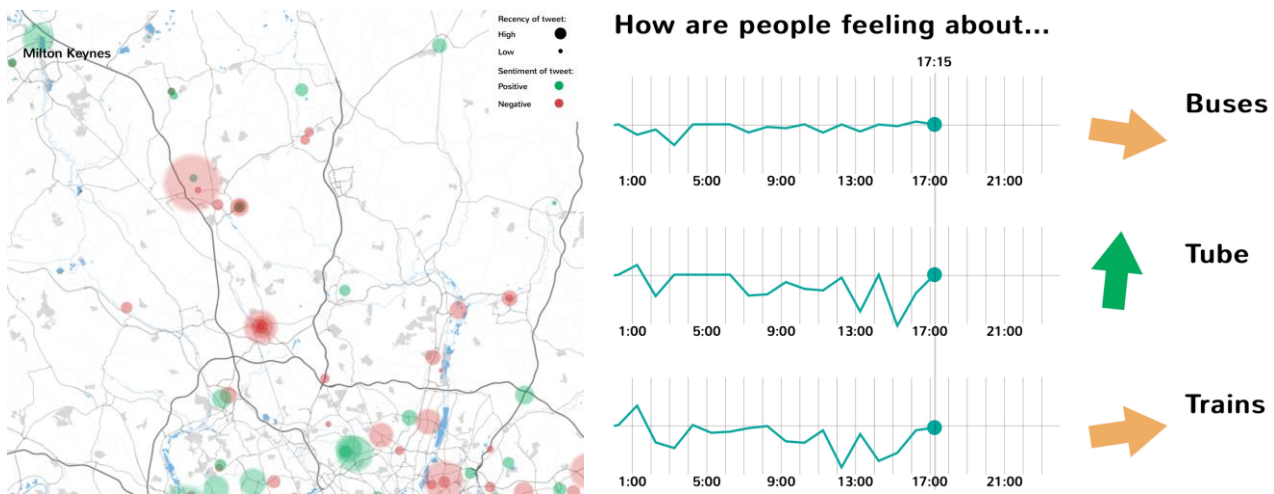 Milton Keynes
Recency of tweet:
High
Low
Sentiment of tweet:
Positive
Negative
How are people feeling about...
17:15
Buses
1:00 5:00 9:00 13:00 17:00 21:00
Tube
1:00 5:00 9:00 13:00 17:00 21:00
Trains
1:00 5:00 9:00 13:00 17:00 21:00